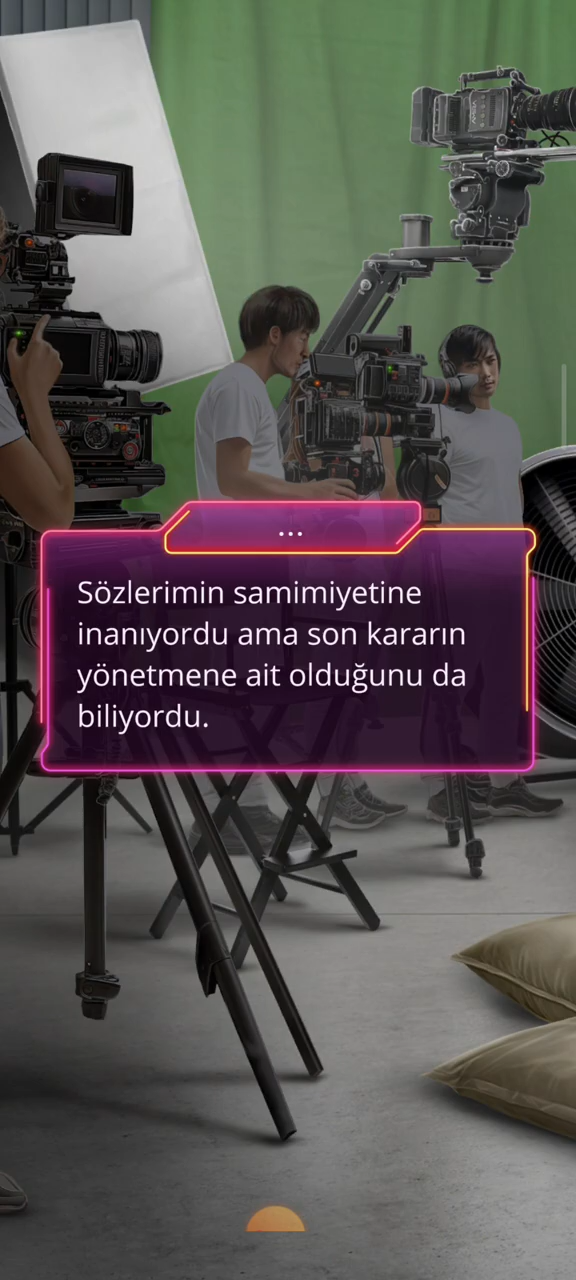 ...
Sözlerimin samimiyetine
inanıyordu ama son kararın
yönetmene ait olduğunu da
biliyordu.